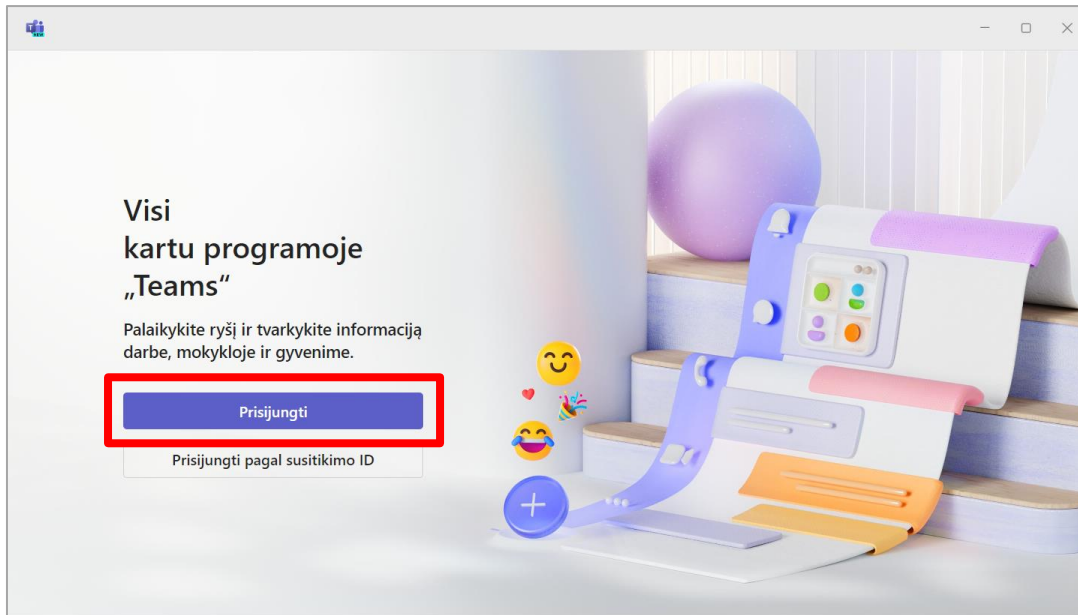 Visi
kartu programoje
„Teams“
Palaikykite ryšį ir tvarkykite informaciją
darbe, mokykloje ir gyvenime.
Prisijungti
Prisijungti pagal susitikimo ID